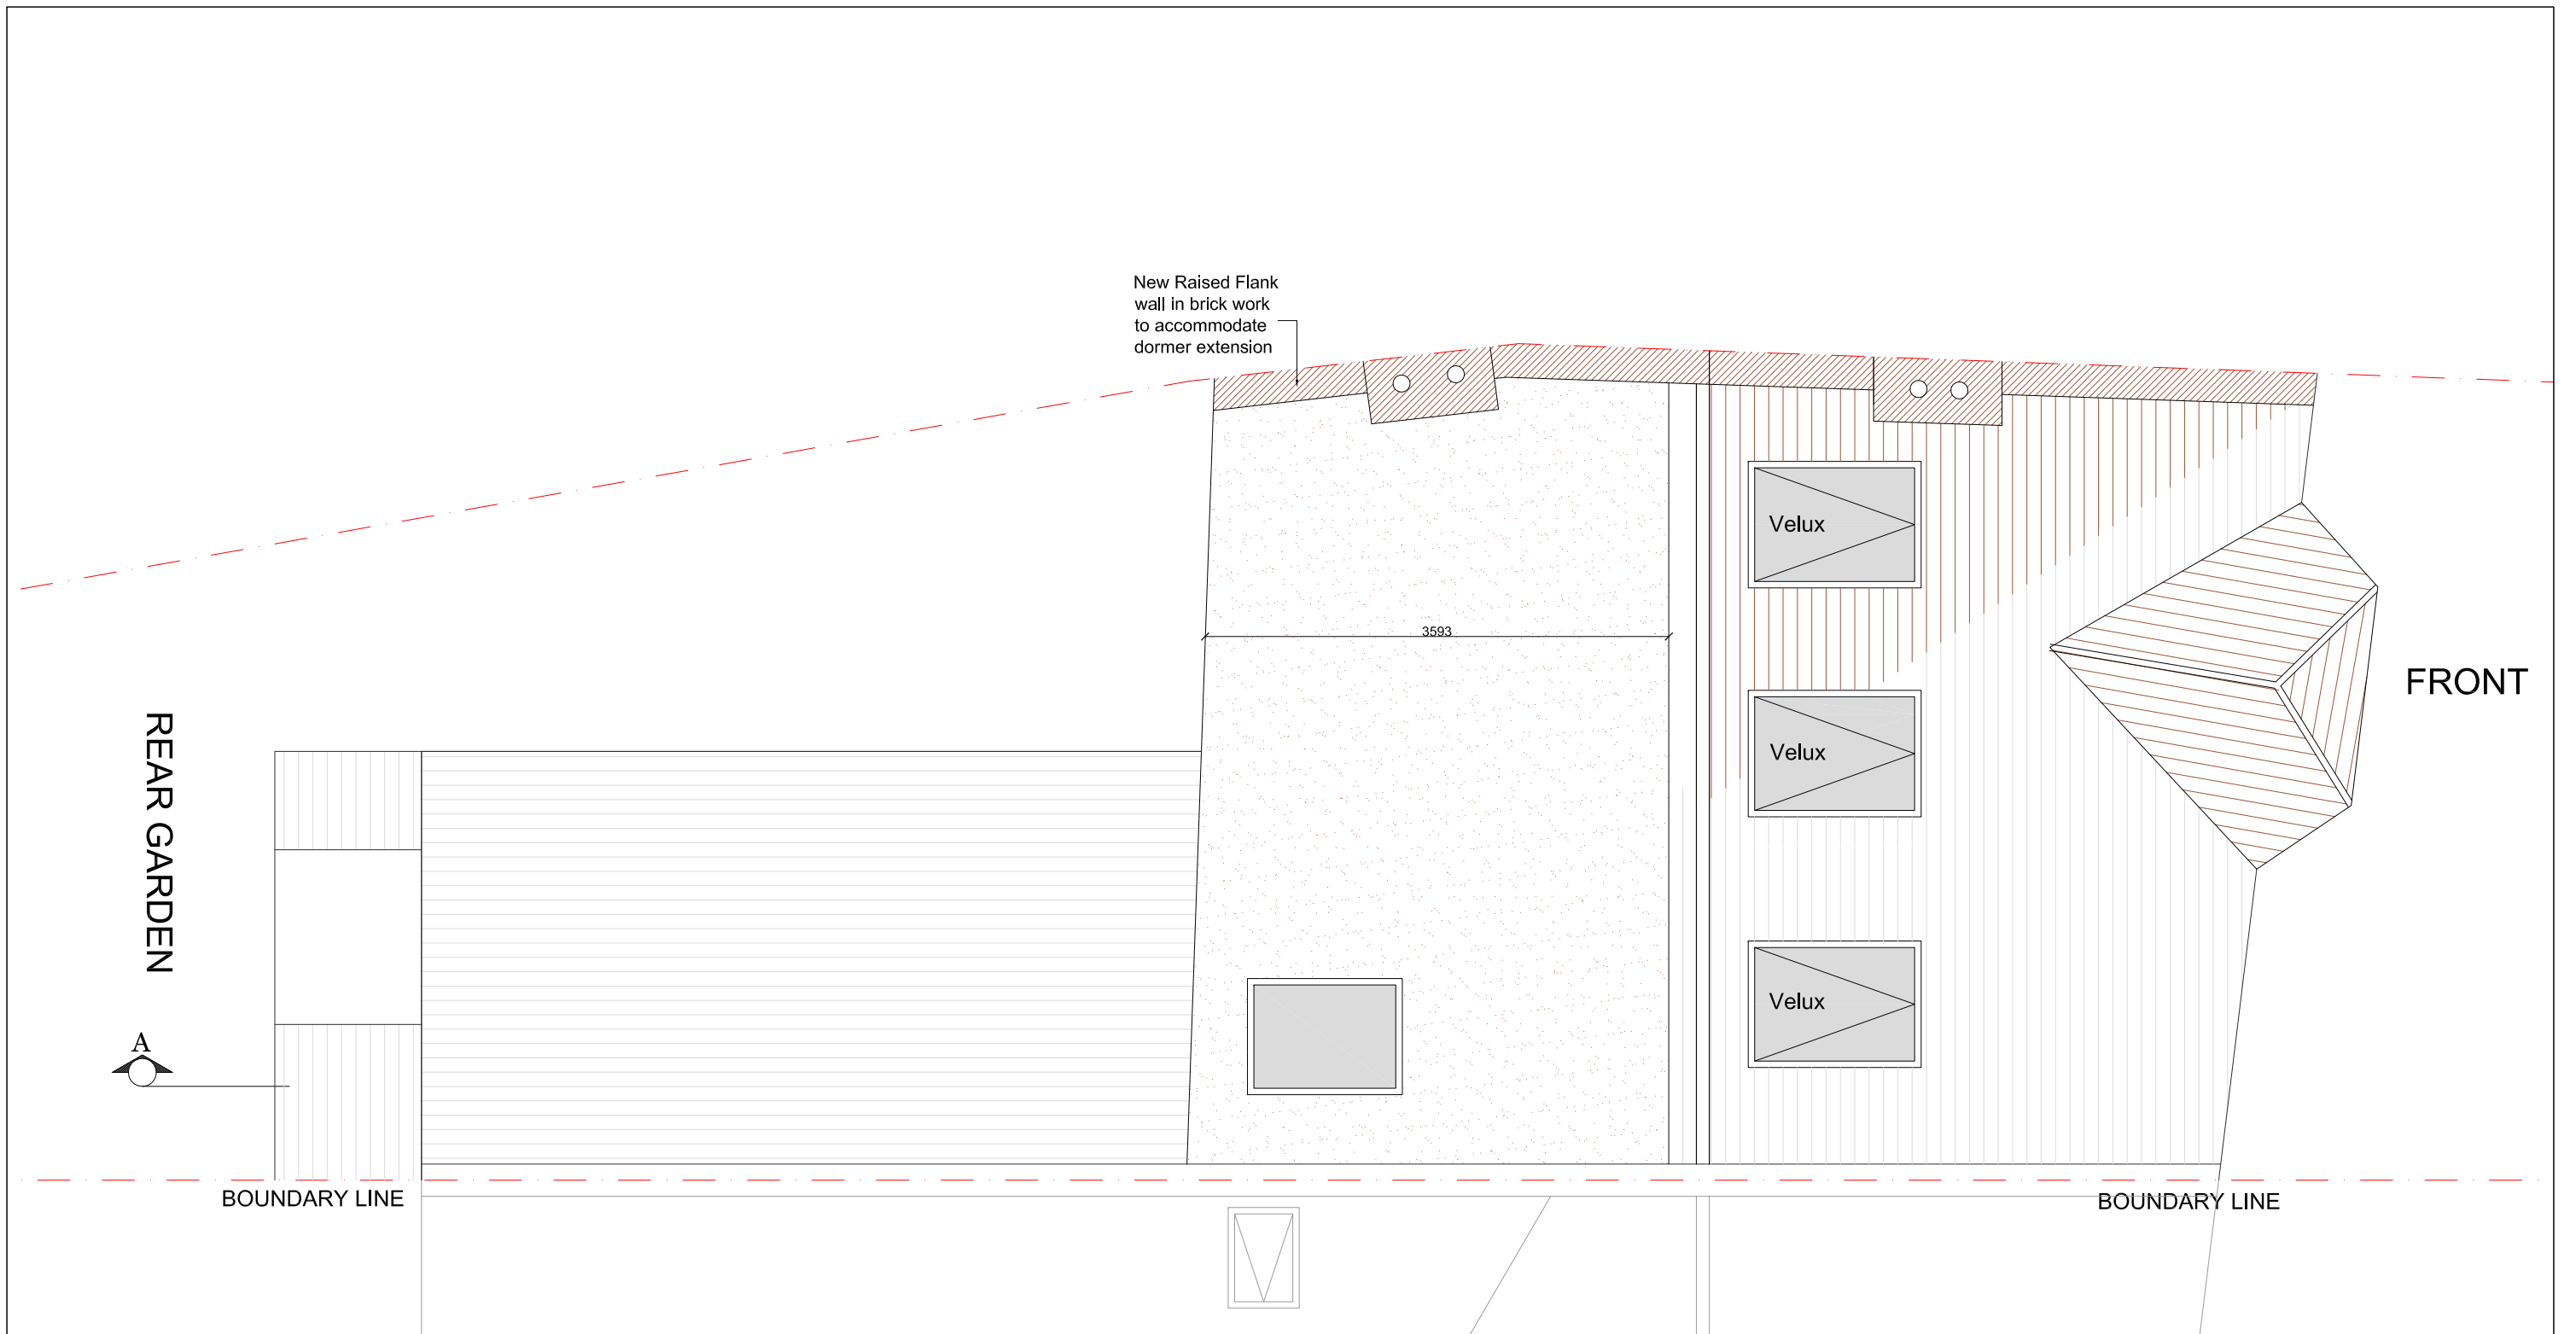 New Raised Flank
wall in brick work
to accommodate
dormer extension
Velux
3593
FRONT
REAR GARDEN
Velux
Velux
A
BOUNDARY LINE
BOUNDARY LINE